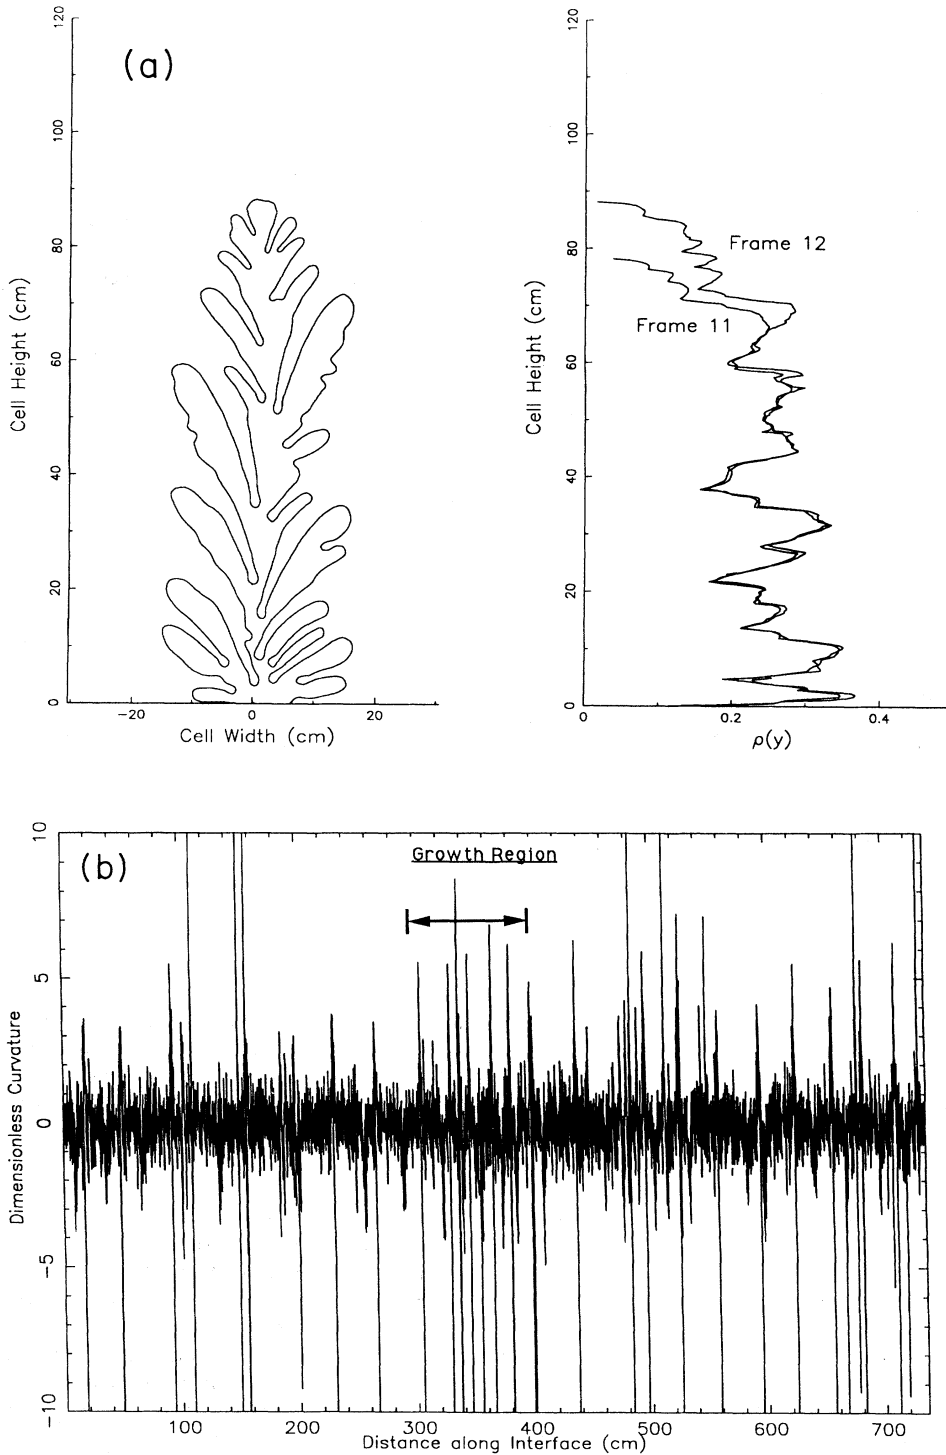 (a)
120
100
80
60
40
20
0
Cell Height (cm)
-20
0
20
Cell Width (cm)
120
100
80
60
40
20
0
Cell Height (cm)
Frame 12
Frame 11
0
0.2
0.4
ρ(y)
(b)
Growth Region
10
5
0
-5
-10
Dimensionless Curvature
100
200
300
400
500
600
700
Distance along Interface (cm)